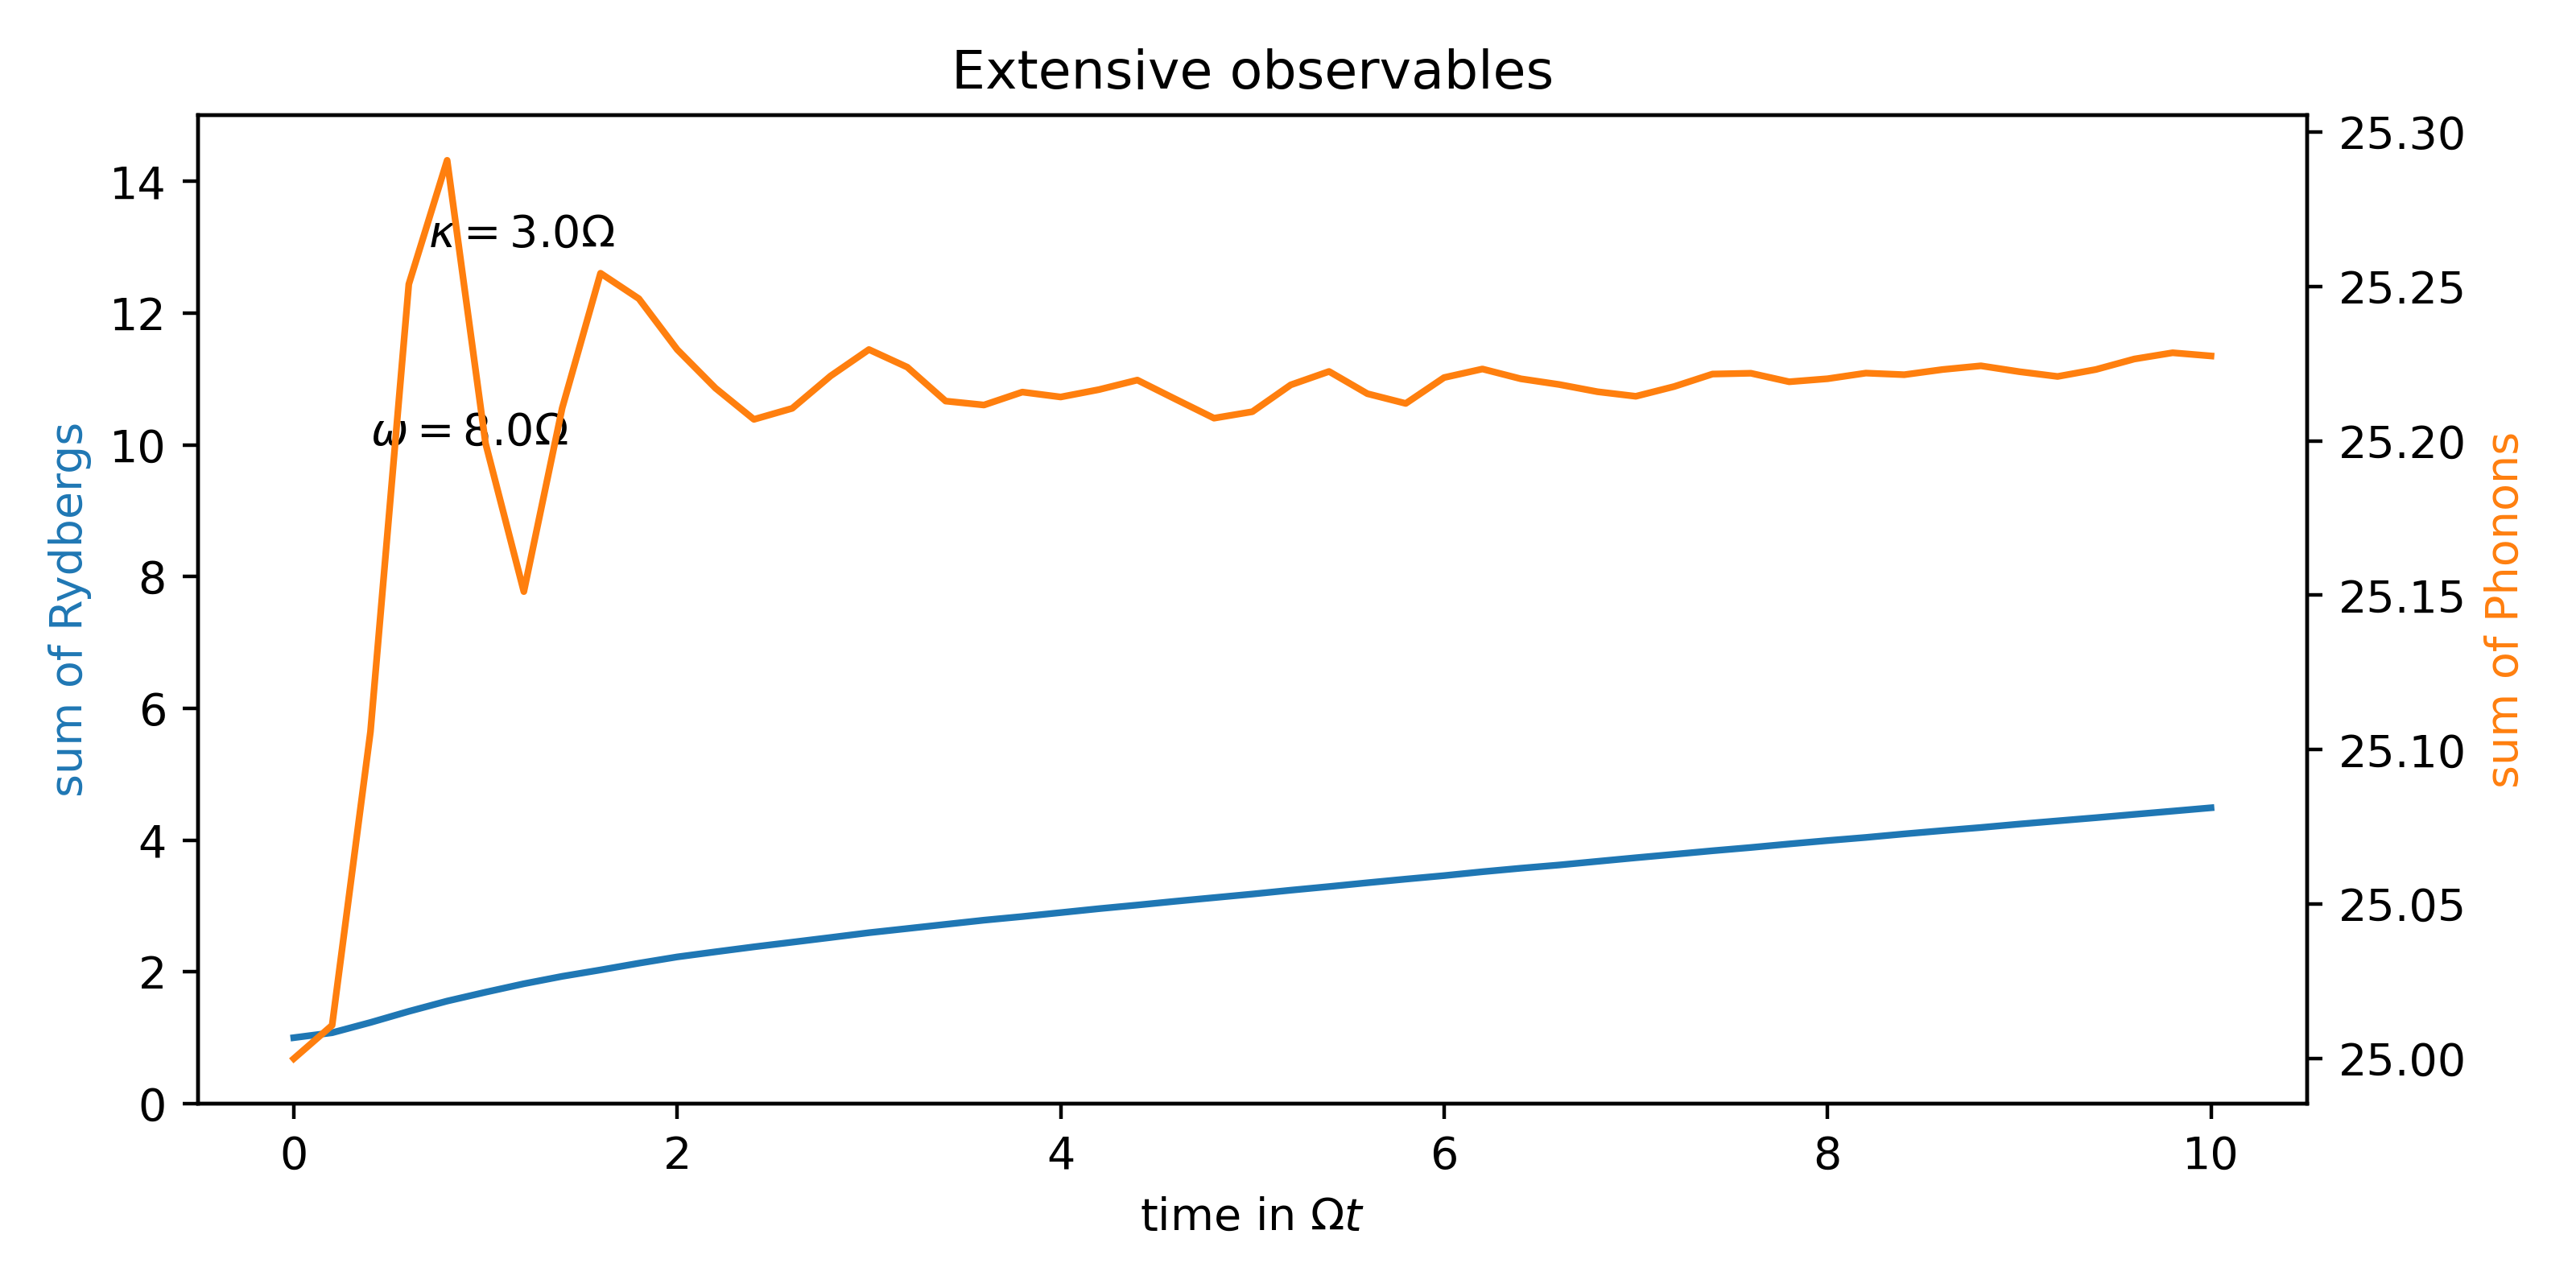 Extensive observables
sum of Rydbergs
14
12
10
8
6
4
2
0
κ = 3.0Ω
ω = 8.0Ω
25.30
25.25
25.20
25.15
25.10
25.05
25.00
sum of Phonons
0 2 4 6 8 10
time in Ωt